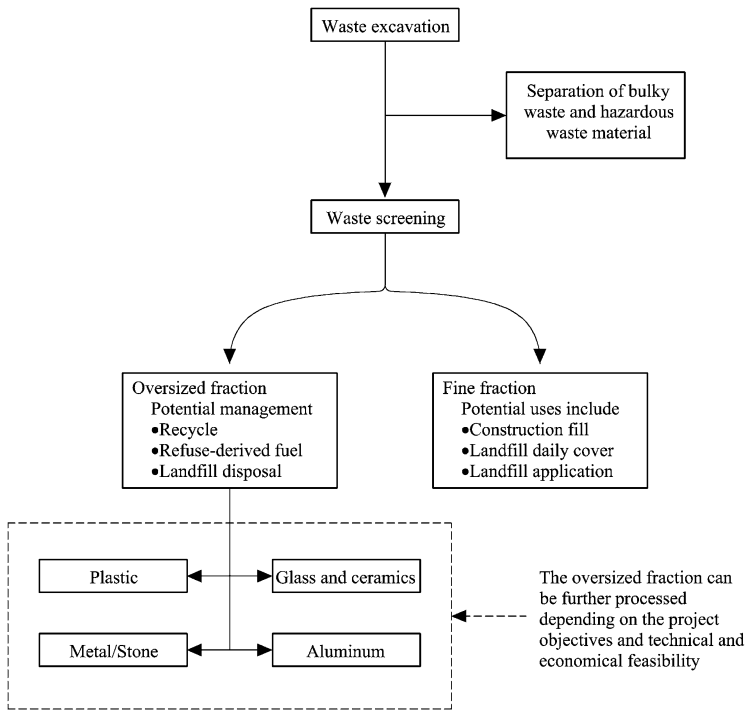 Waste excavation
Separation of bulky
waste and hazardous
waste material
Waste screening
Oversized fraction
Potential management
●Recycle
●Refuse-derived fuel
●Landfill disposal
Fine fraction
Potential uses include
●Construction fill
●Landfill daily cover
●Landfill application
Plastic
Glass and ceramics
Metal/Stone
Aluminum
The oversized fraction can
be further processed
depending on the project
objectives and technical and
economical feasibility